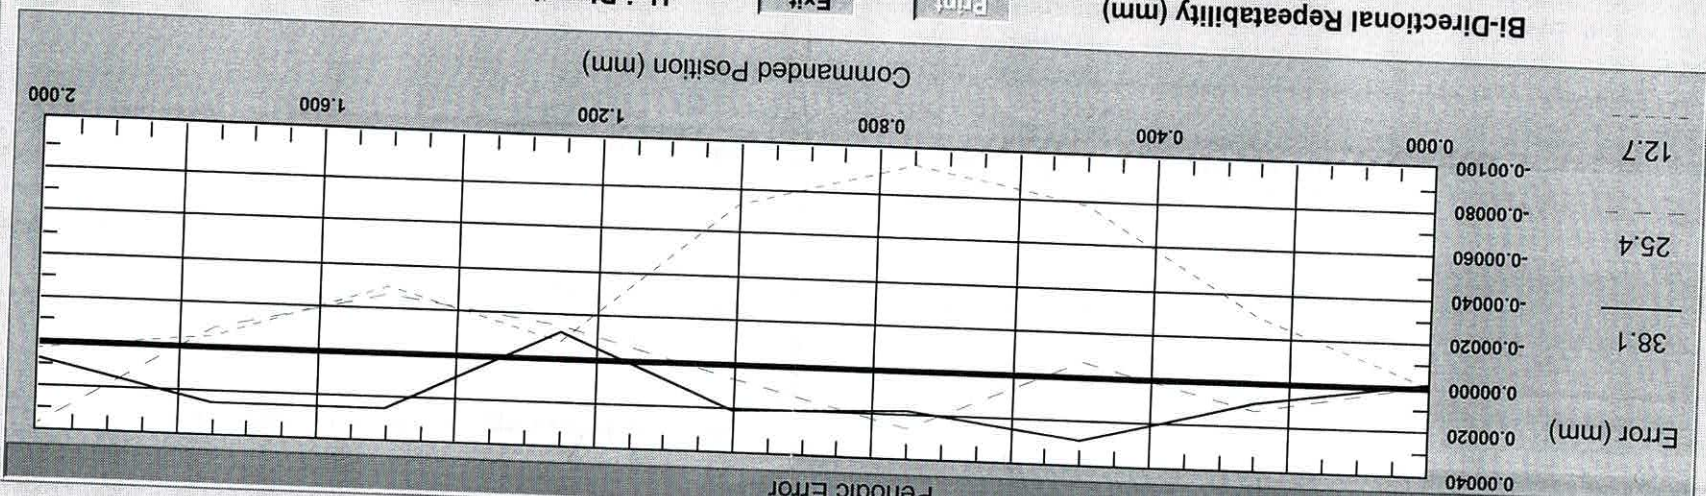 Periodic Error
0.00040
Error (mm) 0.00020
0.00000
38.1 -0.00020
-0.00040
25.4 -0.00060
-0.00080
12.7 -0.00100
0.000 0.400 0.800 1.200 1.600 2.000
Commanded Position (mm)
Bi-Directional Repeatability (mm) Print Exit